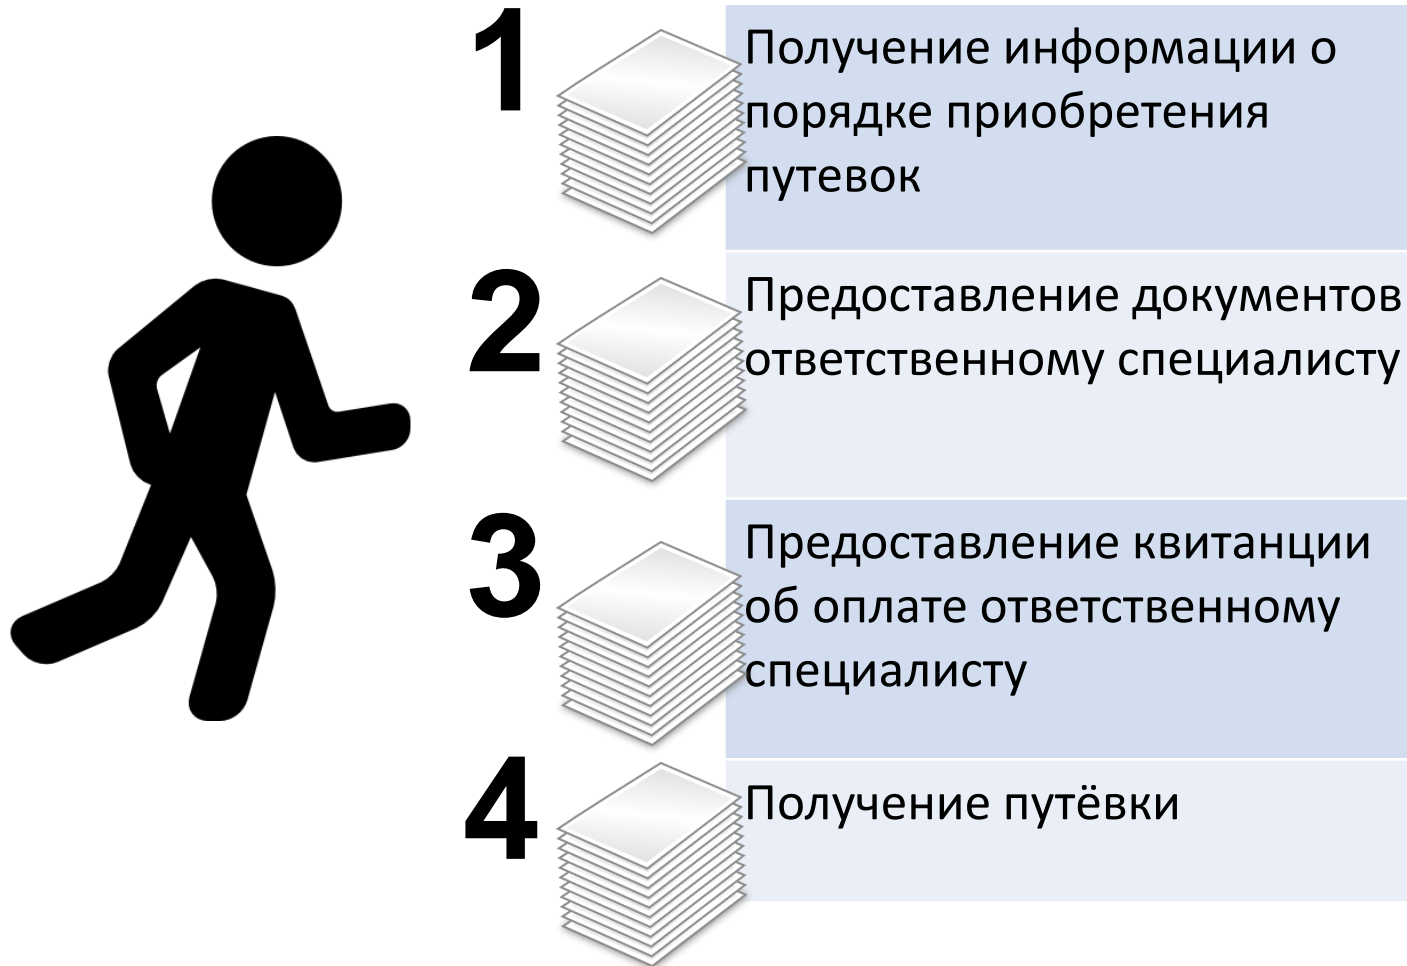 1
Получение информации о
порядке приобретения
путевок
2
Предоставление документов
ответственному специалисту
3
Предоставление квитанции
об оплате ответственному
специалисту
4
Получение путёвки